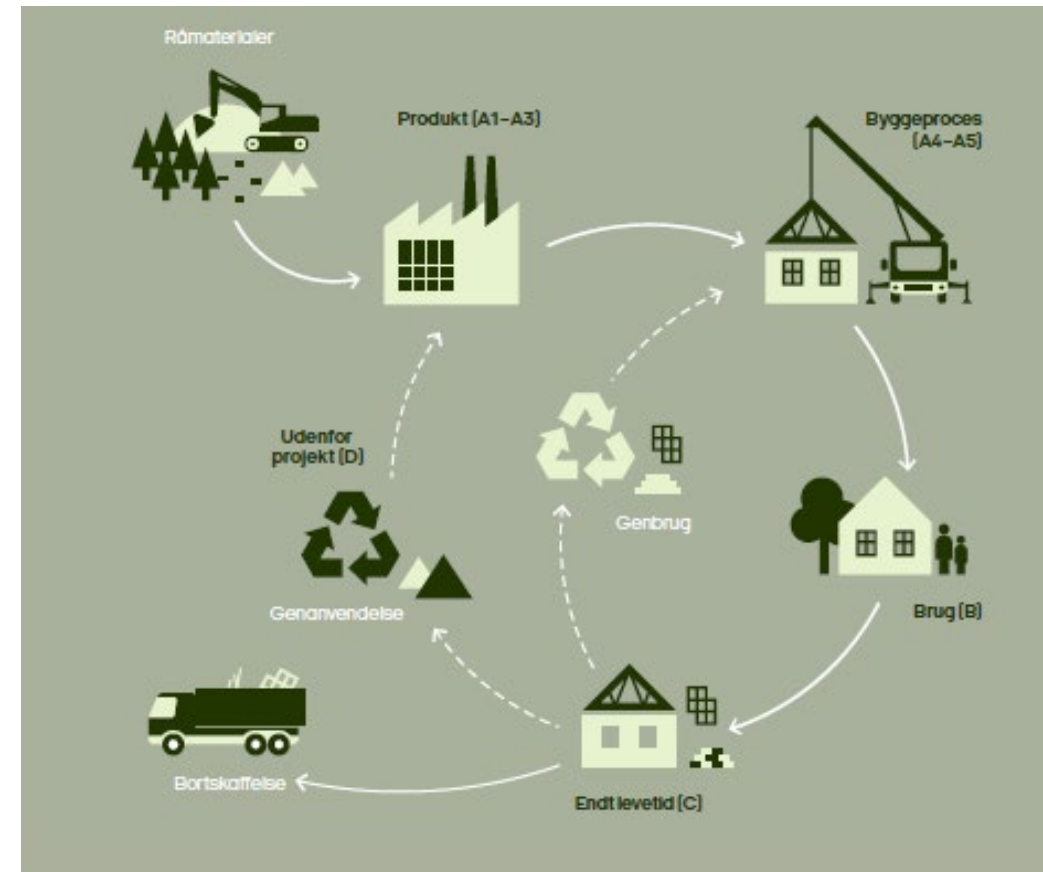 Råmaterialer
Produkt (A1–A3)
Byggeproces
(A4–A5)
Udenfor
projekt (D)
Genbrug
Genanvendelse
Brug (B)
Bortskaffelse
Endt levetid (C)